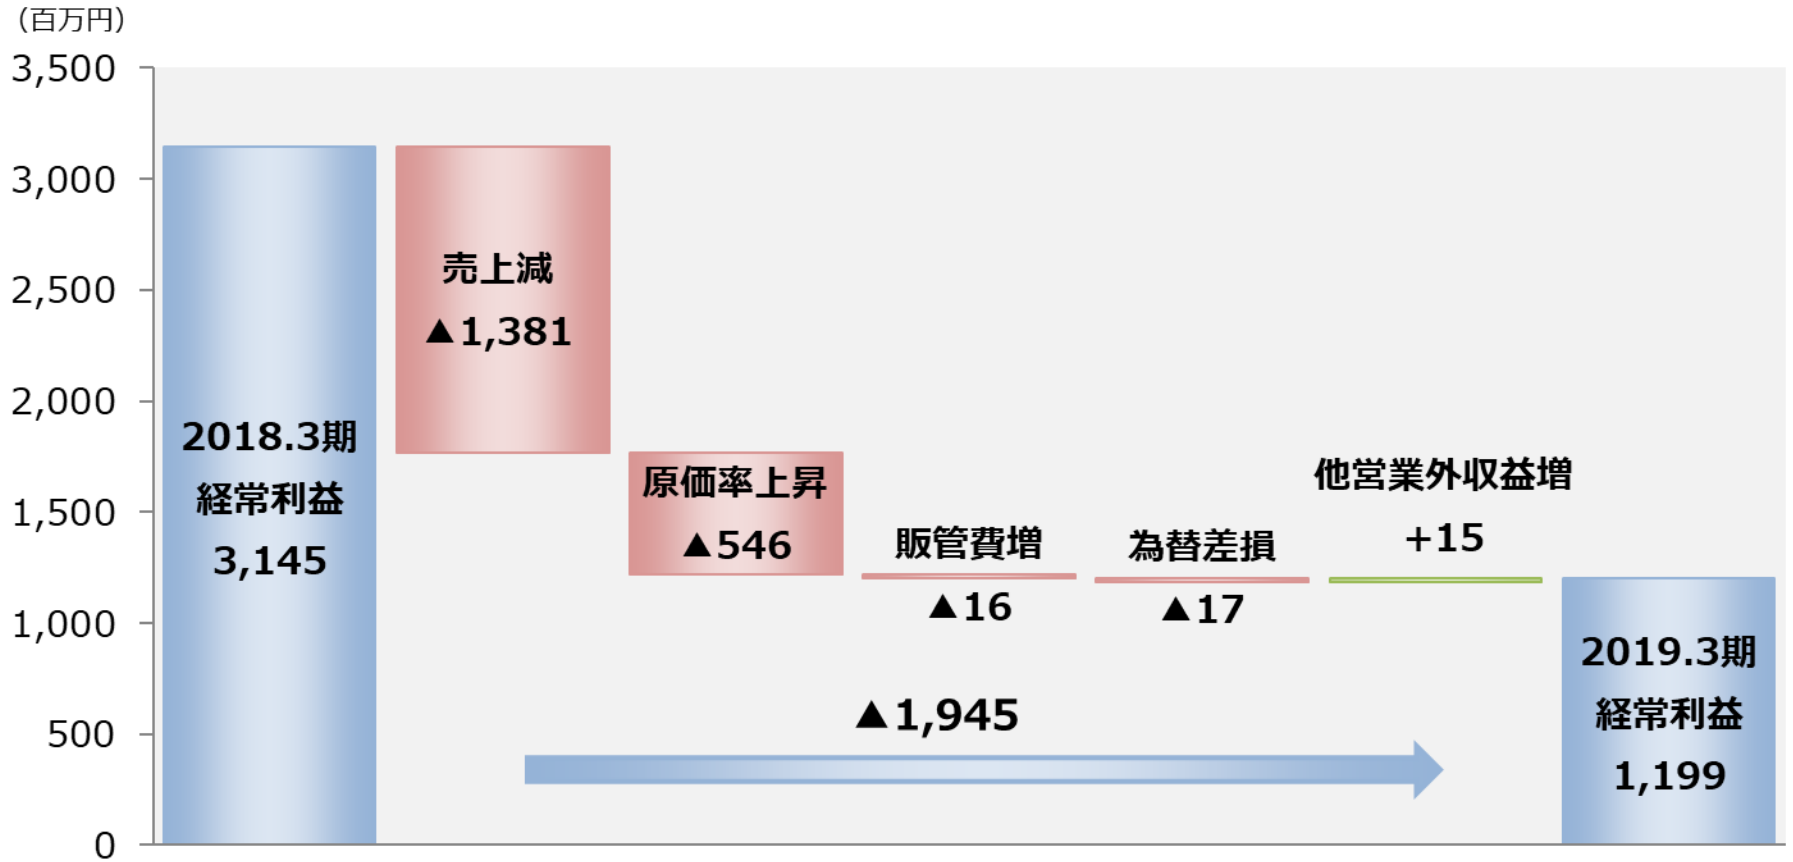 （百万円）
3,500
3,000
2,500
2,000
1,500
1,000
500
0
2018.3期
経常利益
3,145
売上減
▲1,381
原価率上昇
▲546
販管費増
▲16
為替差損
▲17
他営業外収益増
+15
▲1,945
2019.3期
経常利益
1,199